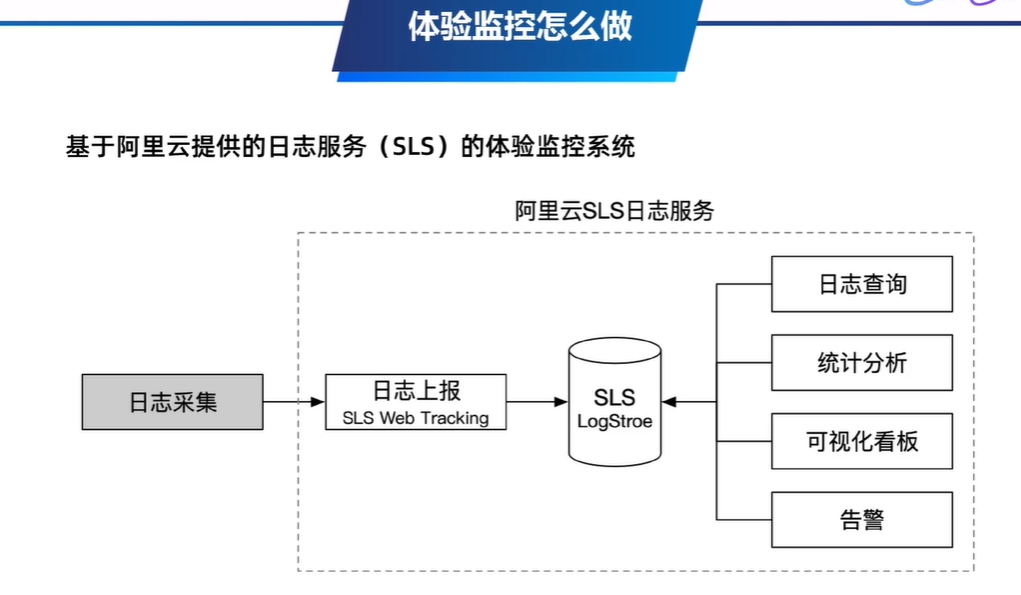 体验监控怎么做
基于阿里云提供的日志服务（SLS）的体验监控系统
阿里云SLS日志服务
日志采集
日志上报
SLS Web Tracking
SLS
LogStroe
日志查询
统计分析
可视化看板
告警